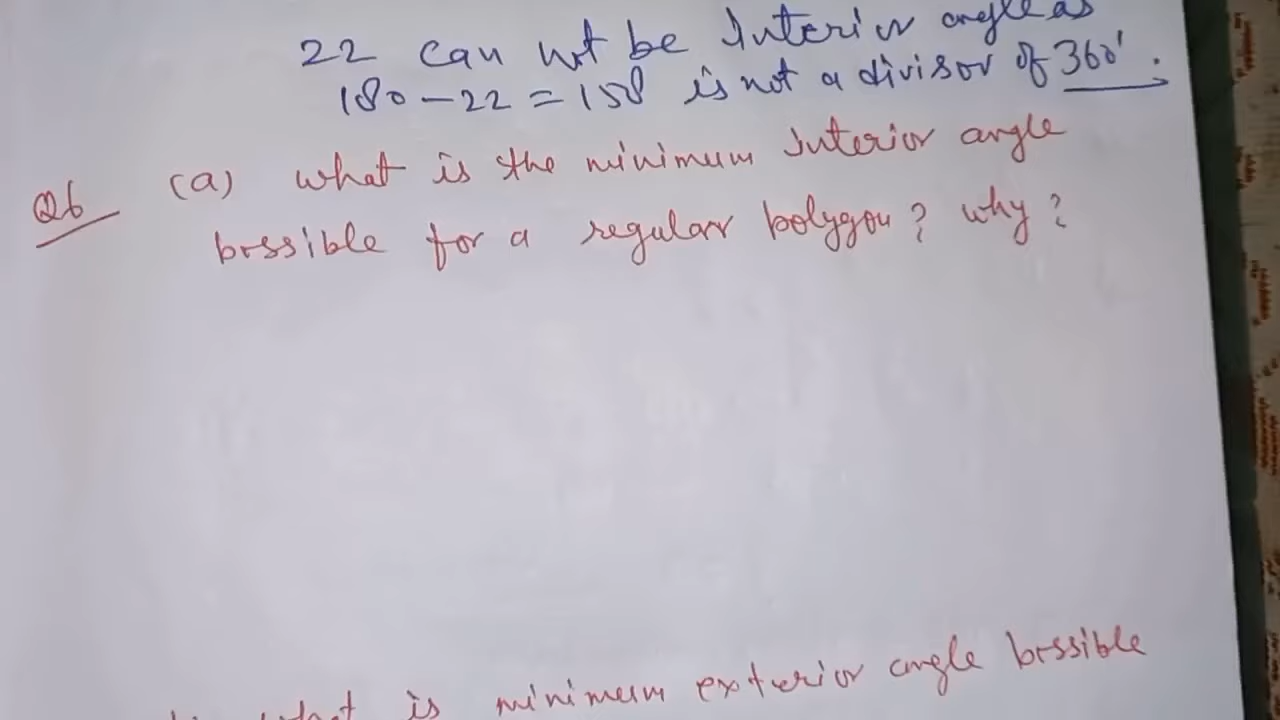 22 can not be Interior angle as
180 - 22 = 158 is not a divisor of 360°.
Q6 (a) what is the minimum Interior angle
possible for a regular polygon? why?
what is minimum exterior angle possible